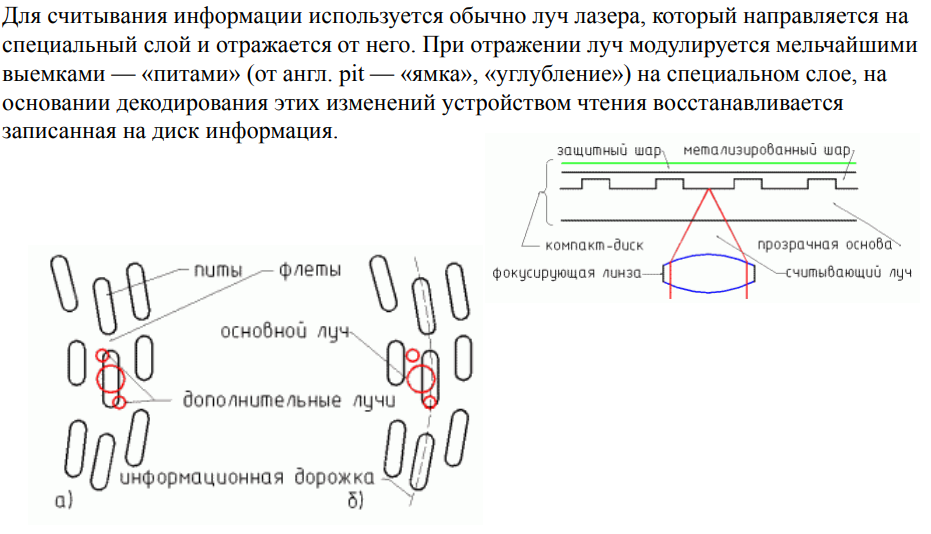 Для считывания информации используется обычно луч лазера, который направляется на
специальный слой и отражается от него. При отражении луч модулируется мельчайшими
выемками — «питами» (от англ. pit — «ямка», «углубление») на специальном слое, на
основании декодирования этих изменений устройством чтения восстанавливается
записанная на диск информация.
защитный шар
метализированный шар
компакт-диск
прозрачная основа
фокусирующая линза
считывающий луч
питы
флеты
основной луч
дополнительные лучи
информационная дорожка
а)
б)